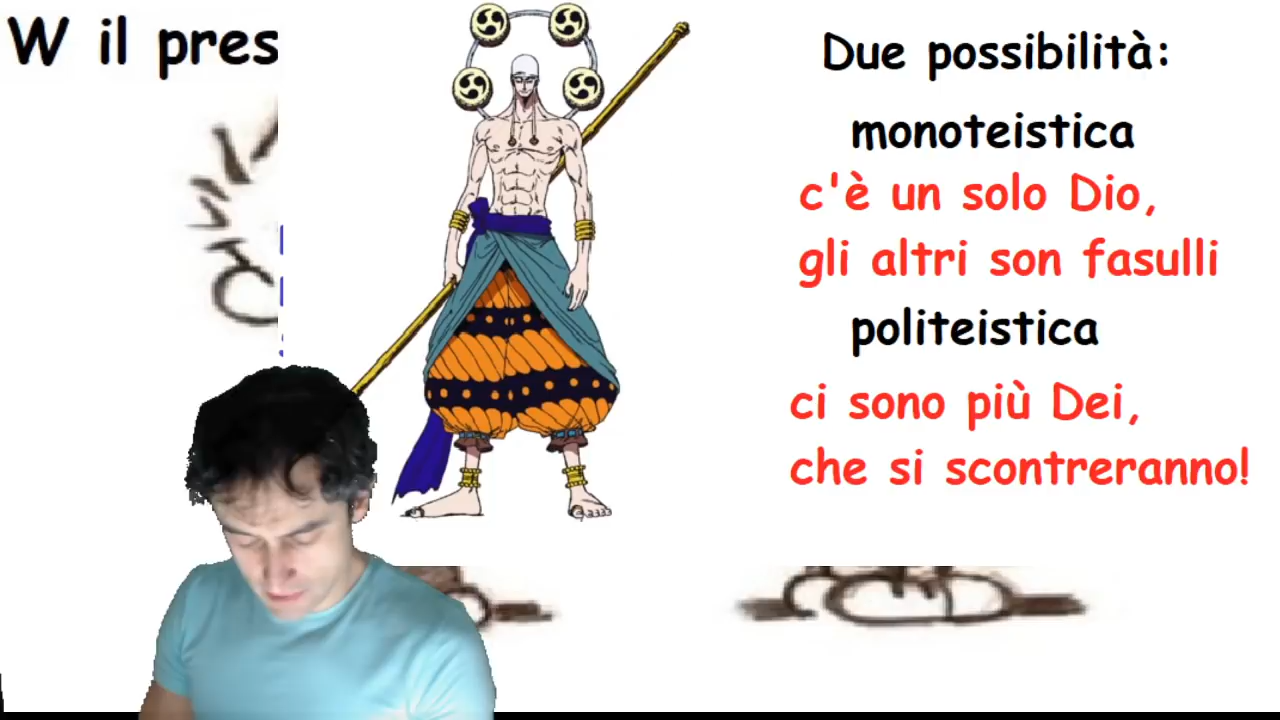 W il pres
Due possibilità:
monoteistica
c'è un solo Dio,
gli altri son fasulli
politeistica
ci sono più Dei,
che si scontreranno!